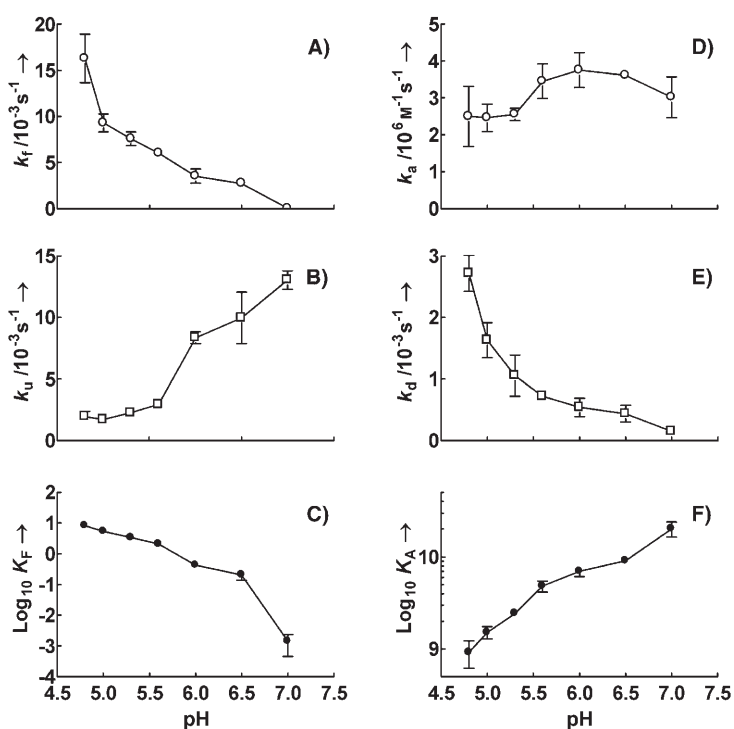 A)
20
15
10
5
0
k_f /10^-3 s^-1 →
B)
15
10
5
0
k_u /10^-3 s^-1 →
C)
2
1
0
-1
-2
-3
-4
Log10 K_F →
4.5 5.0 5.5 6.0 6.5 7.0 7.5
pH
D)
5
4
3
2
1
0
k_a /10^6 M^-1 s^-1 →
E)
3
2
1
0
k_d /10^-3 s^-1 →
F)
10
9
Log10 K_A →
4.5 5.0 5.5 6.0 6.5 7.0 7.5
pH